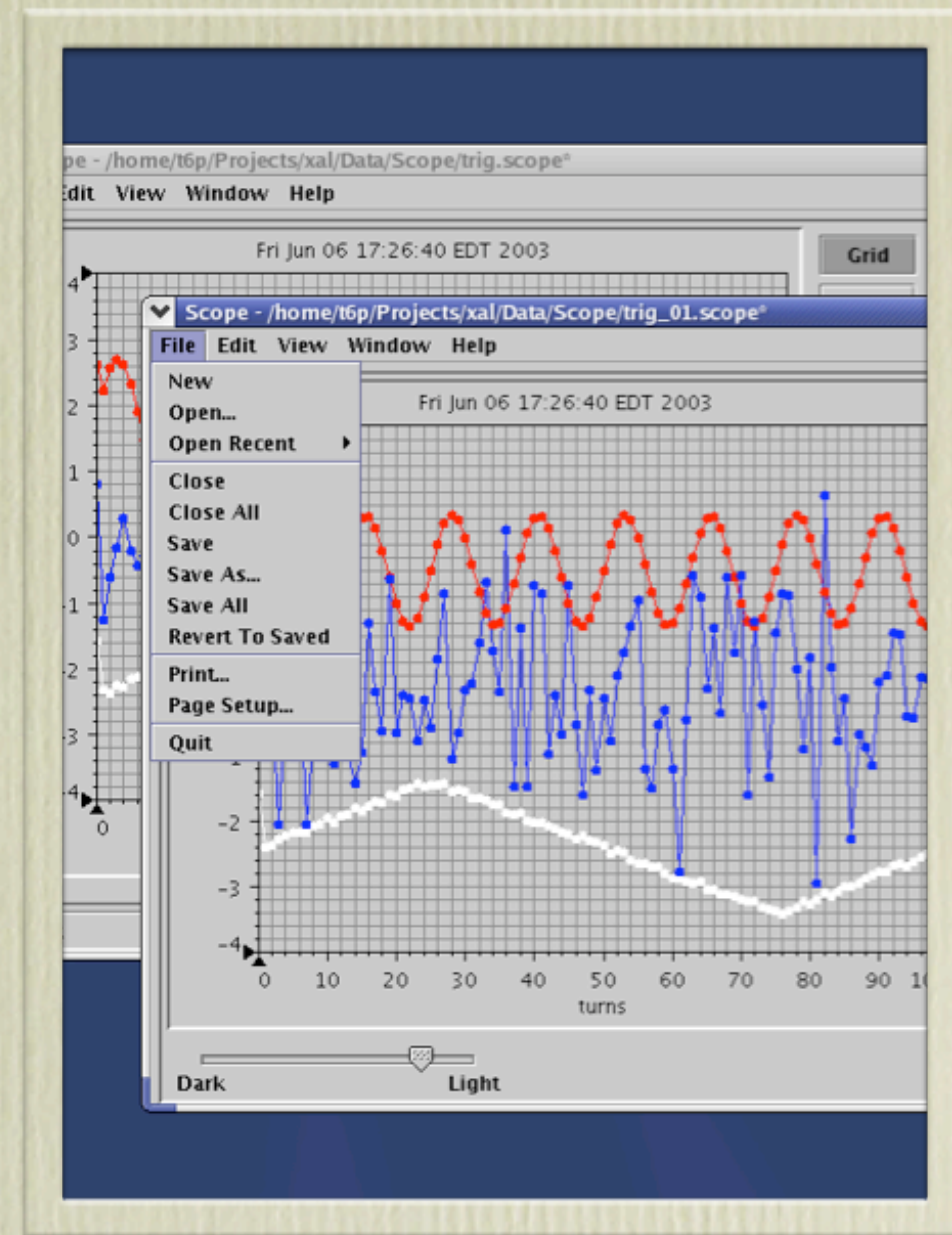 pe - /home/t6p/Projects/xal/Data/Scope/trig.scope*
Edit View Window Help
Fri Jun 06 17:26:40 EDT 2003
Grid
4
3
2
1
0
-1
-2
-3
-4
0
Scope - /home/t6p/Projects/xal/Data/Scope/trig_01.scope*
File Edit View Window Help
New
Open...
Open Recent
Close
Close All
Save
Save As...
Save All
Revert To Saved
Print...
Page Setup...
Quit
Fri Jun 06 17:26:40 EDT 2003
-2
-3
-4
0 10 20 30 40 50 60 70 80 90
turns
Dark Light